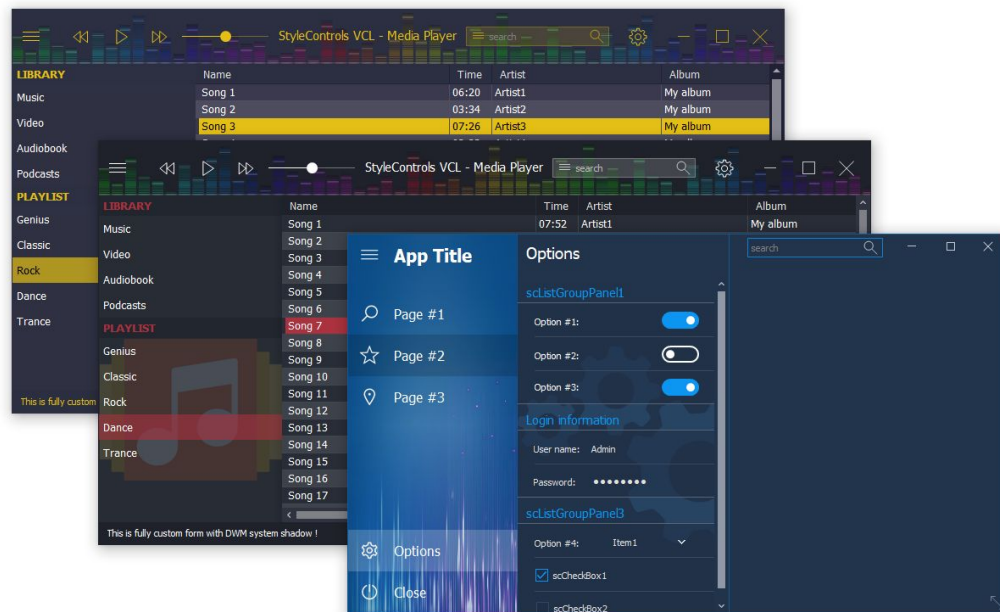 StyleControls VCL - Media Player search
LIBRARY
Music
Video
Audiobook
Podcasts
PLAYLIST
Genius
Classic
Rock
Dance
Trance
This is fully custom
Name Time Artist Album
Song 1 06:20 Artist1 My album
Song 2 03:34 Artist2 My album
Song 3 07:26 Artist3 My album
StyleControls VCL - Media Player search
LIBRARY
Music
Video
Audiobook
Podcasts
PLAYLIST
Genius
Classic
Rock
Dance
Trance
Name Time Artist Album
Song 1 07:52 Artist1 My album
Song 2
Song 3
Song 4
Song 5
Song 6
Song 7
Song 8
Song 9
Song 10
Song 11
Song 12
Song 13
Song 14
Song 15
Song 16
Song 17
This is fully custom form with DWM system shadow !
App Title
Page #1
Page #2
Page #3
Options
Close
Options
scListGroupPanel1
Option #1:
Option #2:
Option #3:
Login information
User name: Admin
Password: ●●●●●●●●
scListGroupPanel3
Option #4: Item1
scCheckBox1
scCheckBox2
search